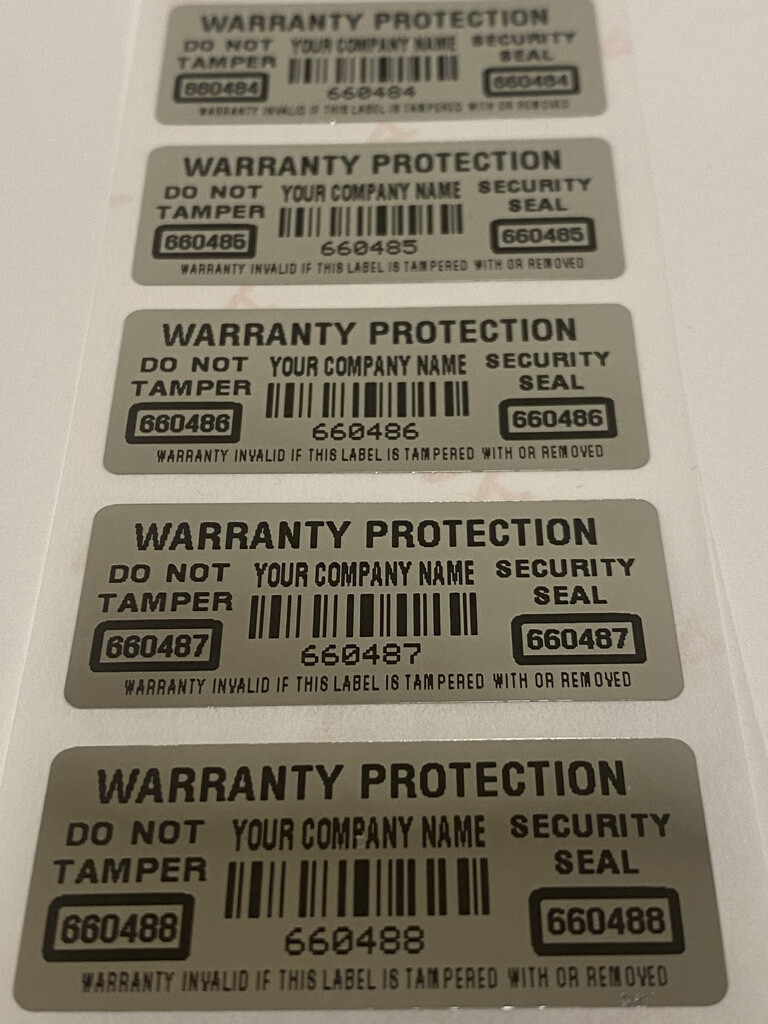 WARRANTY PROTECTION
DO NOT TAMPER YOUR COMPANY NAME SECURITY SEAL
660484 660484 660484
WARRANTY INVALID IF THIS LABEL IS TAMPERED WITH OR REMOVED
WARRANTY PROTECTION
DO NOT TAMPER YOUR COMPANY NAME SECURITY SEAL
660485 660485 660485
WARRANTY INVALID IF THIS LABEL IS TAMPERED WITH OR REMOVED
WARRANTY PROTECTION
DO NOT TAMPER YOUR COMPANY NAME SECURITY SEAL
660486 660486 660486
WARRANTY INVALID IF THIS LABEL IS TAMPERED WITH OR REMOVED
WARRANTY PROTECTION
DO NOT TAMPER YOUR COMPANY NAME SECURITY SEAL
660487 660487 660487
WARRANTY INVALID IF THIS LABEL IS TAMPERED WITH OR REMOVED
WARRANTY PROTECTION
DO NOT TAMPER YOUR COMPANY NAME SECURITY SEAL
660488 660488 660488
WARRANTY INVALID IF THIS LABEL IS TAMPERED WITH OR REMOVED